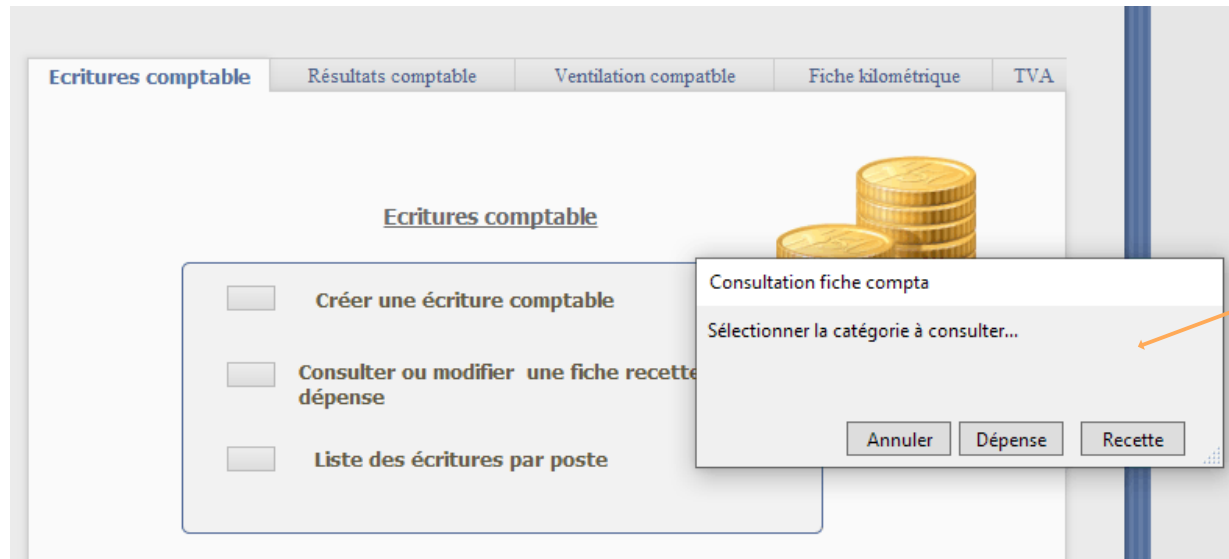 Ecritures comptable
Résultats comptable
Ventilation compatble
Fiche kilométrique
TVA
Ecritures comptable
Créer une écriture comptable
Consulter ou modifier une fiche recette
dépense
Liste des écritures par poste
Consultation fiche compta
Sélectionner la catégorie à consulter...
Annuler
Dépense
Recette